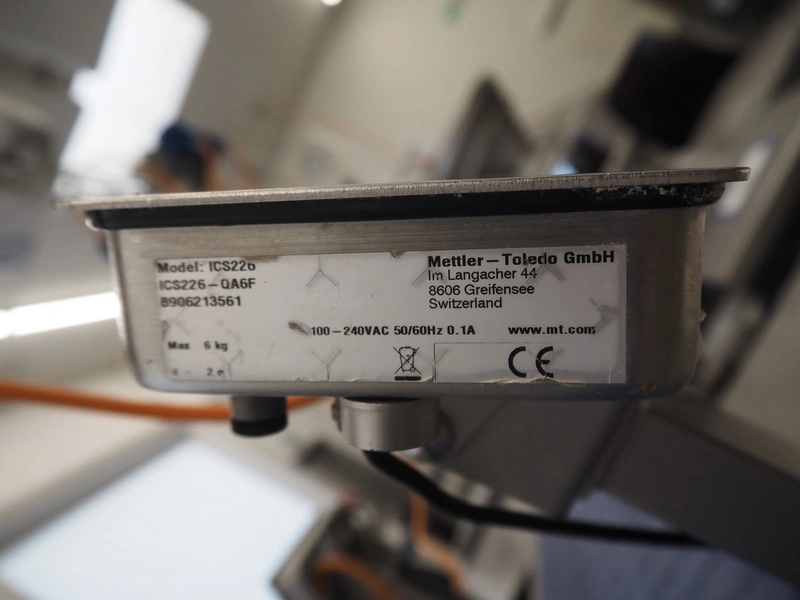 Model: ICS226
ICS226-QA6F
B906213561
Mettler-Toledo GmbH
Im Langacher 44
8606 Greifensee
Switzerland
100-240VAC 50/60Hz 0.1A
www.mt.com
Max 6 kg
d = 2 g
CE